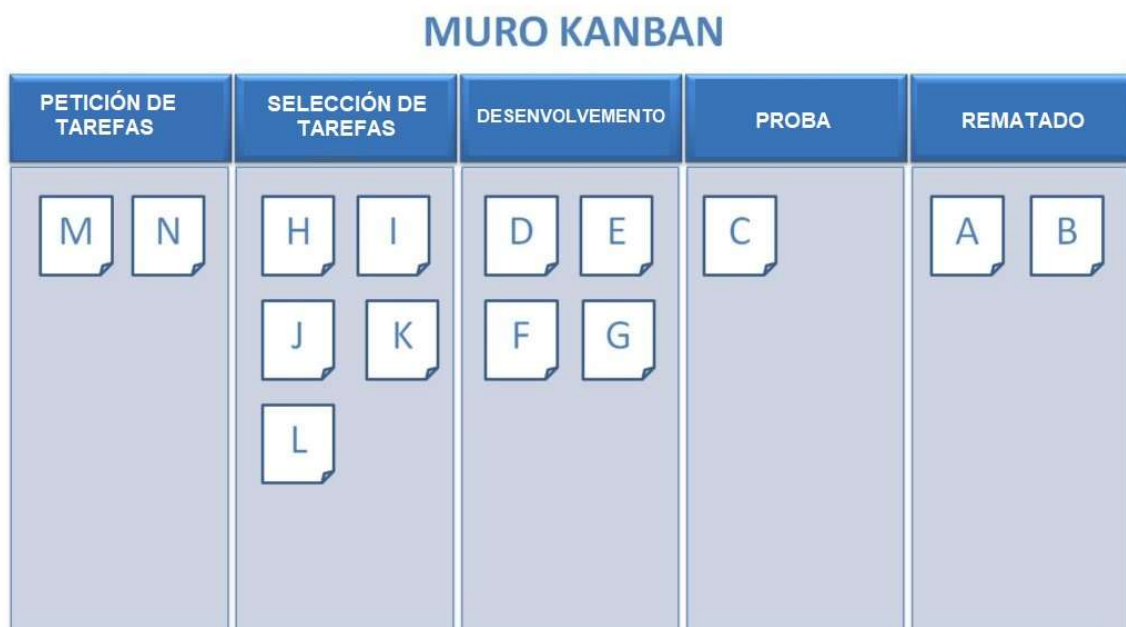 MURO KANBAN
PETICIÓN DE
TAREFAS
SELECCIÓN DE
TAREFAS
DESENVOLVEMENTO
PROBA
REMATADO
M N
H I
J K
L
D E
F G
C
A B